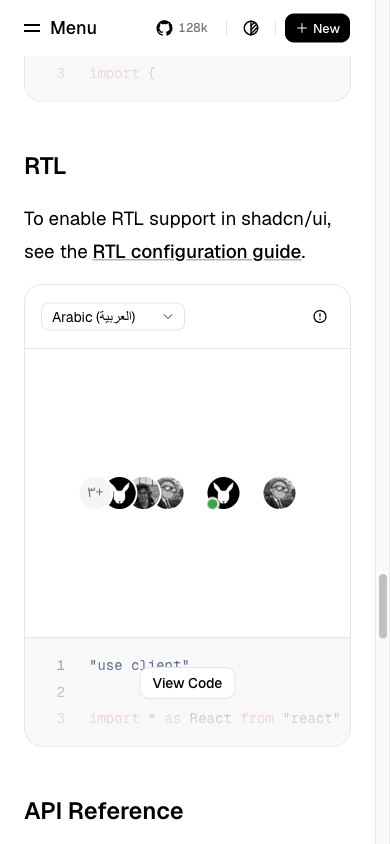 Menu
128k
New
3 import {
RTL
To enable RTL support in shadcn/ui,
see the RTL configuration guide.
Arabic (العربية)
+٣
1 "use client"
View Code
2
3 import * as React from "react"
API Reference